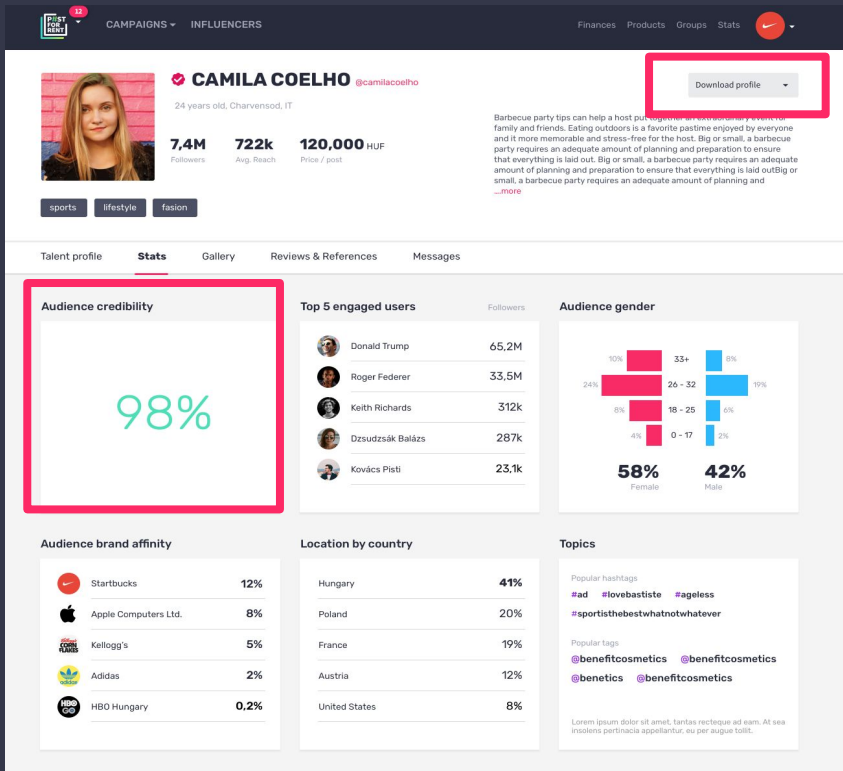 P#ST
FOR
RENT
12
CAMPAIGNS
INFLUENCERS
Finances
Products
Groups
Stats
CAMILA COELHO @camilacoelho
24 years old, Charvensod, IT
7,4M
Followers
722k
Avg. Reach
120,000 HUF
Price / post
sports
lifestyle
fasion
Download profile
Barbecue party tips can help a host put together an extraordinary event for
family and friends. Eating outdoors is a favorite pastime enjoyed by everyone
and it more memorable and stress-free for the host. Big or small, a barbecue
party requires an adequate amount of planning and preparation to ensure
that everything is laid out. Big or small, a barbecue party requires an adequate
amount of planning and preparation to ensure that everything is laid outBig or
small, a barbecue party requires an adequate amount of planning and
....more
Talent profile
Stats
Gallery
Reviews & References
Messages
Audience credibility
98%
Top 5 engaged users
Followers
Donald Trump 65,2M
Roger Federer 33,5M
Keith Richards 312k
Dzsudzsák Balázs 287k
Kovács Pisti 23,1k
Audience gender
10% 33+ 8%
24% 26 - 32 19%
8% 18 - 25 6%
4% 0 - 17 2%
58%
Female
42%
Male
Audience brand affinity
Startbucks 12%
Apple Computers Ltd. 8%
Kellogg's
CORN
FLAKES
Kellogg's 5%
adidas
Adidas 2%
HBO
GO
HBO Hungary 0,2%
Location by country
Hungary 41%
Poland 20%
France 19%
Austria 12%
United States 8%
Topics
Popular hashtags
#ad #lovebastiste #ageless
#sportisthebestwhatnotwhatever
Popular tags
@benefitcosmetics @benefitcosmetics
@benetics @benefitcosmetics
Lorem ipsum dolor sit amet, tantas recteque ad eam. At sea
insolens pertinacia appellantur, eu per augue tollit.